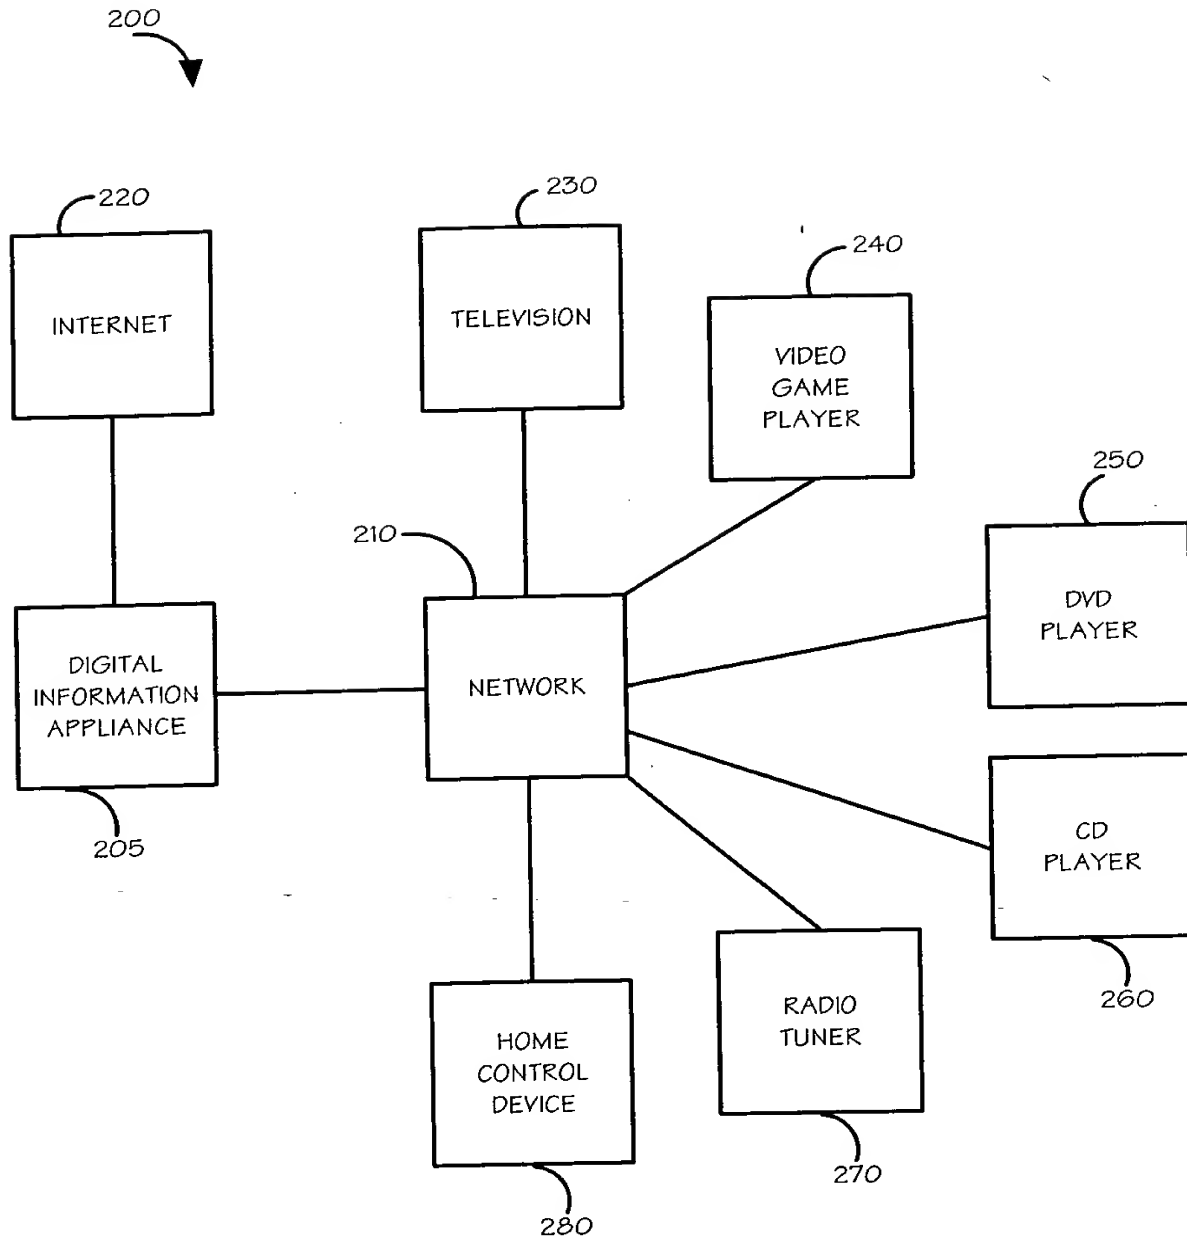 200
220
230
240
INTERNET
TELEVISION
VIDEO
GAME
PLAYER
250
210
DVD
PLAYER
DIGITAL
INFORMATION
APPLIANCE
NETWORK
205
CD
PLAYER
260
RADIO
TUNER
HOME
CONTROL
DEVICE
270
280